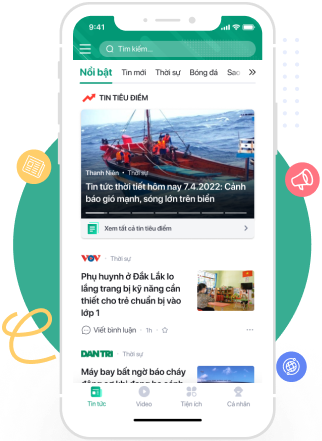 9:41
Tìm kiếm...
Nổi bật Tin mới Thời sự Bóng đá Sao
TIN TIÊU ĐIỂM
Thanh Niên • Thời sự
Tin tức thời tiết hôm nay 7.4.2022: Cảnh
báo gió mạnh, sóng lớn trên biển
Xem tất cả tin tiêu điểm
VOV · Thời sự
Phụ huynh ở Đắk Lắk lo
lắng trang bị kỹ năng cần
thiết cho trẻ chuẩn bị vào
lớp 1
Viết bình luận · 1h
DANTRI · Thời sự
Máy bay bất ngờ báo cháy
Tin tức Video Tiện ích Cá nhân